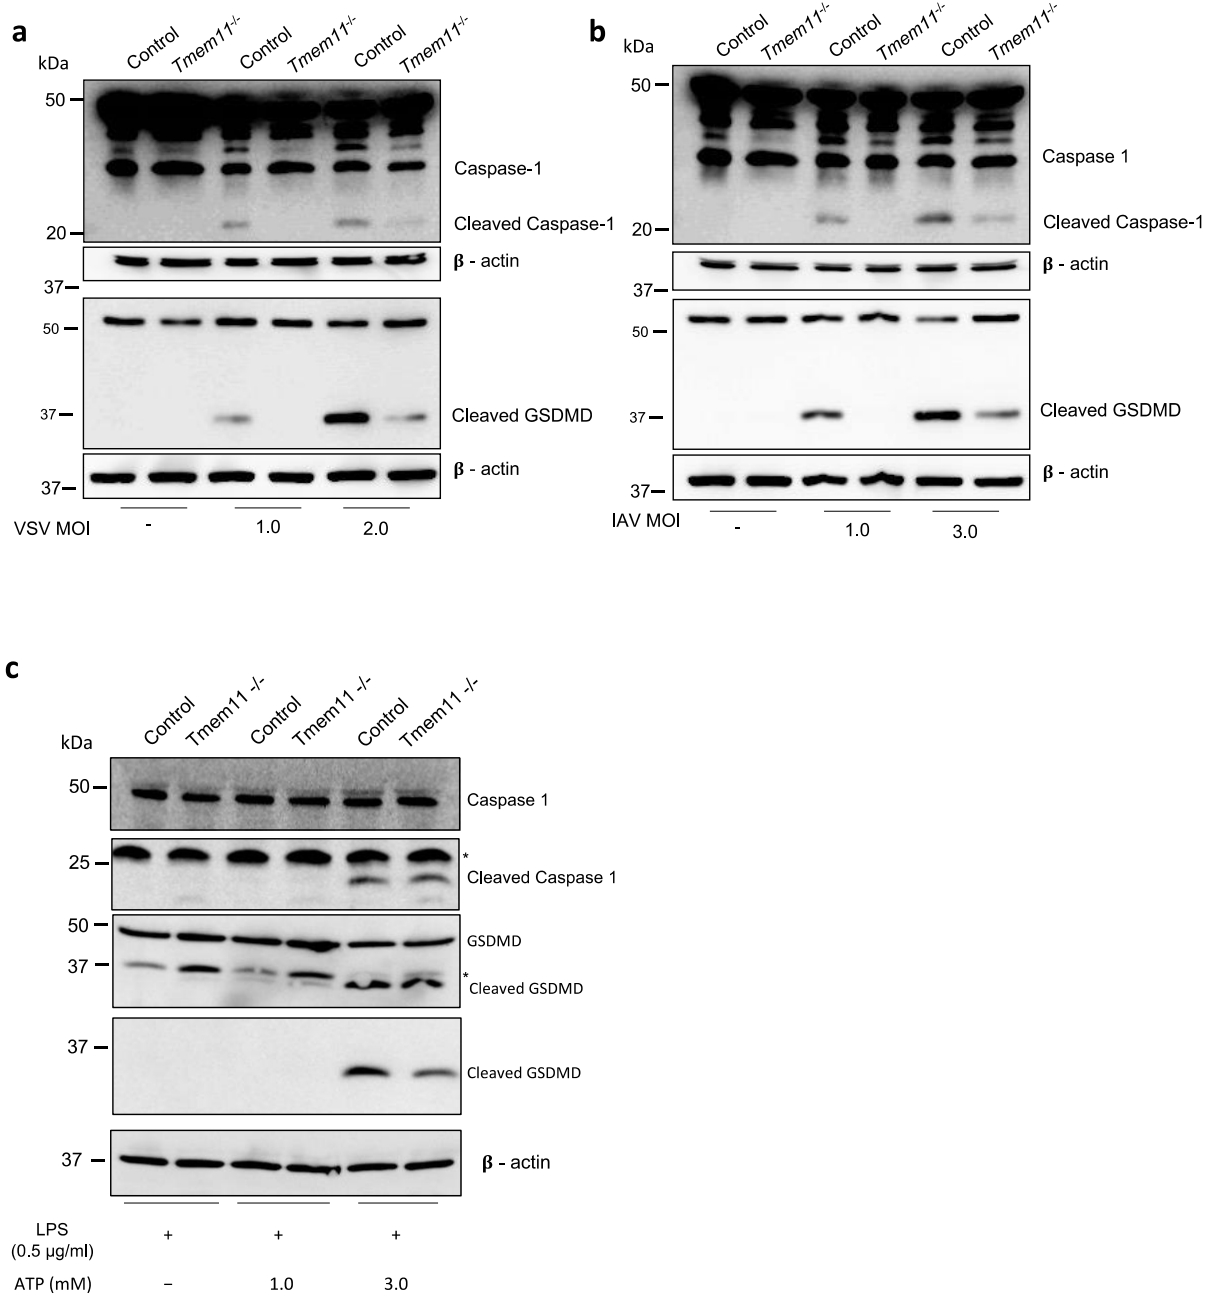 a
kDa
Control
Tmem11-/-
Control
Tmem11-/-
Control
Tmem11-/-
50
Caspase-1
Cleaved Caspase-1
20
β - actin
37
50
37
Cleaved GSDMD
β - actin
37
VSV MOI
-
1.0
2.0
b
kDa
Control
Tmem11-/-
Control
Tmem11-/-
Control
Tmem11-/-
50
Caspase 1
Cleaved Caspase-1
20
β - actin
37
50
37
Cleaved GSDMD
β - actin
37
IAV MOI
-
1.0
3.0
c
kDa
Control
Tmem11 -/-
Control
Tmem11 -/-
Control
Tmem11 -/-
50
Caspase 1
*
25
Cleaved Caspase 1
50
GSDMD
37
*
Cleaved GSDMD
37
Cleaved GSDMD
37
β - actin
LPS + + +
(0.5 µg/ml)
ATP (mM) − 1.0 3.0